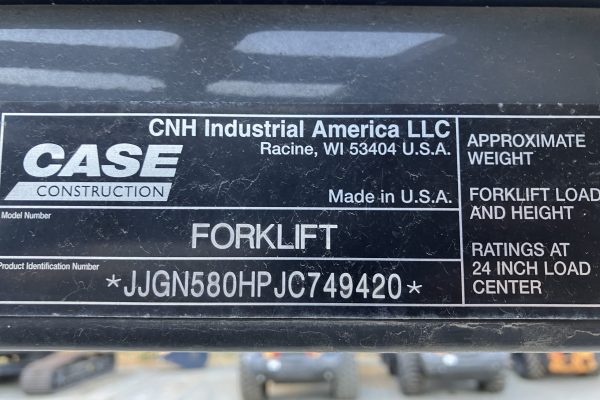 CASE
CONSTRUCTION
CNH Industrial America LLC
Racine, WI 53404 U.S.A.
Made in U.S.A.
Model Number
FORKLIFT
Product Identification Number
*JJGN580HPJC749420*
APPROXIMATE
WEIGHT
FORKLIFT LOAD
AND HEIGHT
RATINGS AT
24 INCH LOAD
CENTER